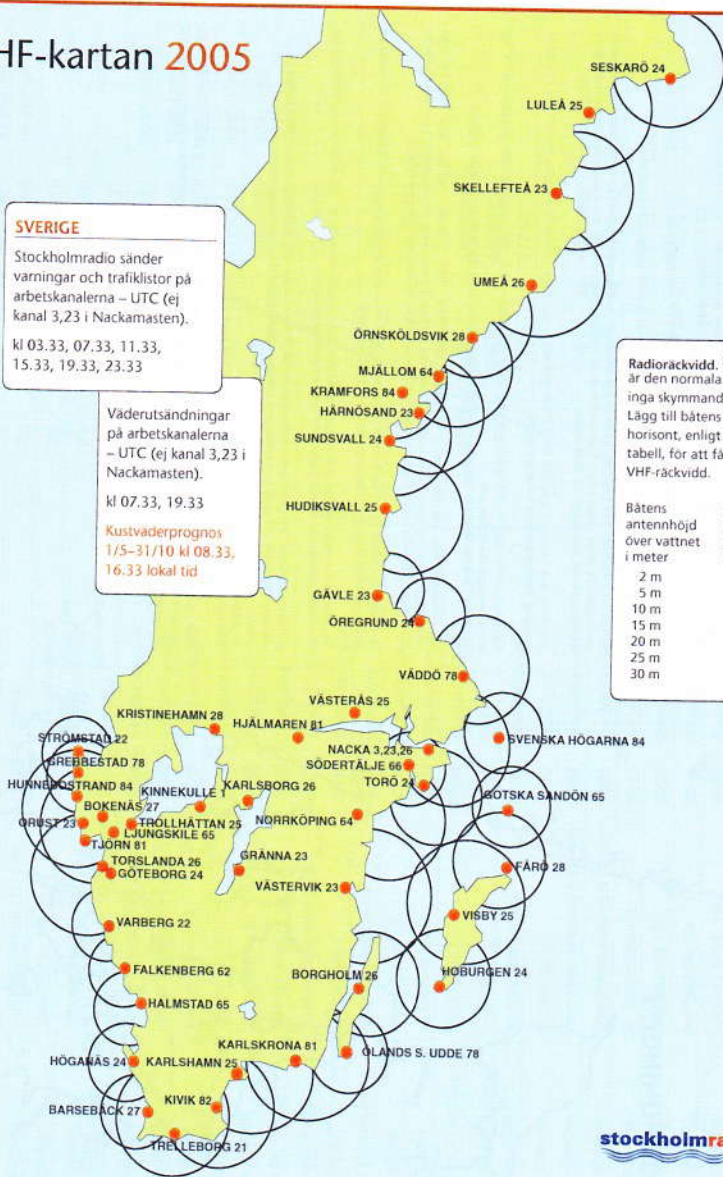 HF-kartan 2005
SVERIGE
Stockholmradio sänder
varningar och trafiklistor på
arbetskanalerna – UTC (ej
kanal 3,23 i Nackamasten).
kl 03.33, 07.33, 11.33,
15.33, 19.33, 23.33
Väderutsändningar
på arbetskanalerna
– UTC (ej kanal 3,23 i
Nackamasten).
kl 07.33, 19.33
Kustväderprognos
1/5–31/10 kl 08.33,
16.33 lokal tid
Radioräckvidd.
är den normala
inga skymmand
Lägg till båtens
horisont, enligt
tabell, för att få
VHF-räckvidd.
Båtens
antennhöjd
över vattnet
i meter
2 m
5 m
10 m
15 m
20 m
25 m
30 m
SESKARÖ 24
LULEÅ 25
SKELLEFTEÅ 23
UMEÅ 26
ÖRNSKÖLDSVIK 28
MJÄLLOM 64
KRAMFORS 84
HÄRNÖSAND 23
SUNDSVALL 24
HUDIKSVALL 25
GÄVLE 23
ÖREGRUND 24
VÄDDÖ 78
VÄSTERÅS 25
KRISTINEHAMN 28
HJÄLMAREN 81
STRÖMSTAD 22
NACKA 3,23,26
SVENSKA HÖGARNA 84
GREBBESTAD 78
SÖDERTÄLJE 66
HUNNEBOSTRAND 84
KINNEKULLE 1
KARLSBORG 26
TORÖ 24
BOKENÄS 27
GOTSKA SANDÖN 65
ORUST 23
TROLLHÄTTAN 25
NORRKÖPING 64
LJUNGSKILE 65
TJÖRN 81
TORSLANDA 26
GRÄNNA 23
FÅRÖ 28
GÖTEBORG 24
VÄSTERVIK 23
VISBY 25
VARBERG 22
FALKENBERG 62
BORGHOLM 26
HOBURGEN 24
HALMSTAD 65
KARLSKRONA 81
ÖLANDS S. UDDE 78
HÖGANÄS 24
KARLSHAMN 25
KIVIK 82
BARSEBÄCK 27
TRELLEBORG 21
stockholmra